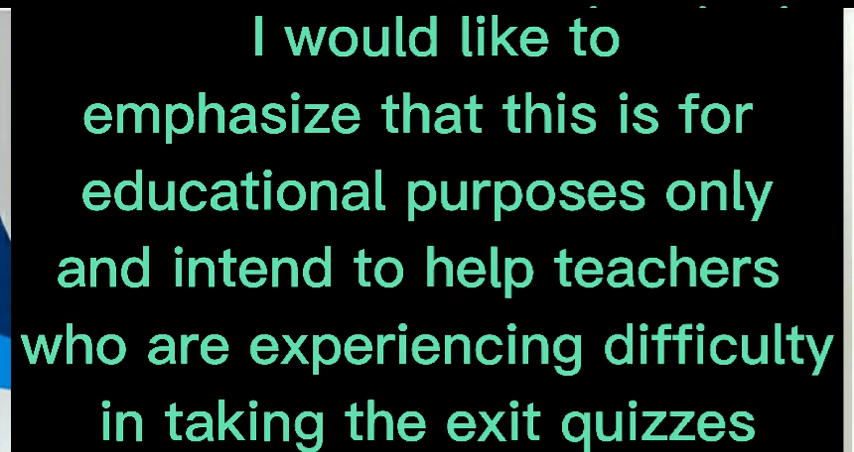 I would like to
emphasize that this is for
educational purposes only
and intend to help teachers
who are experiencing difficulty
in taking the exit quizzes